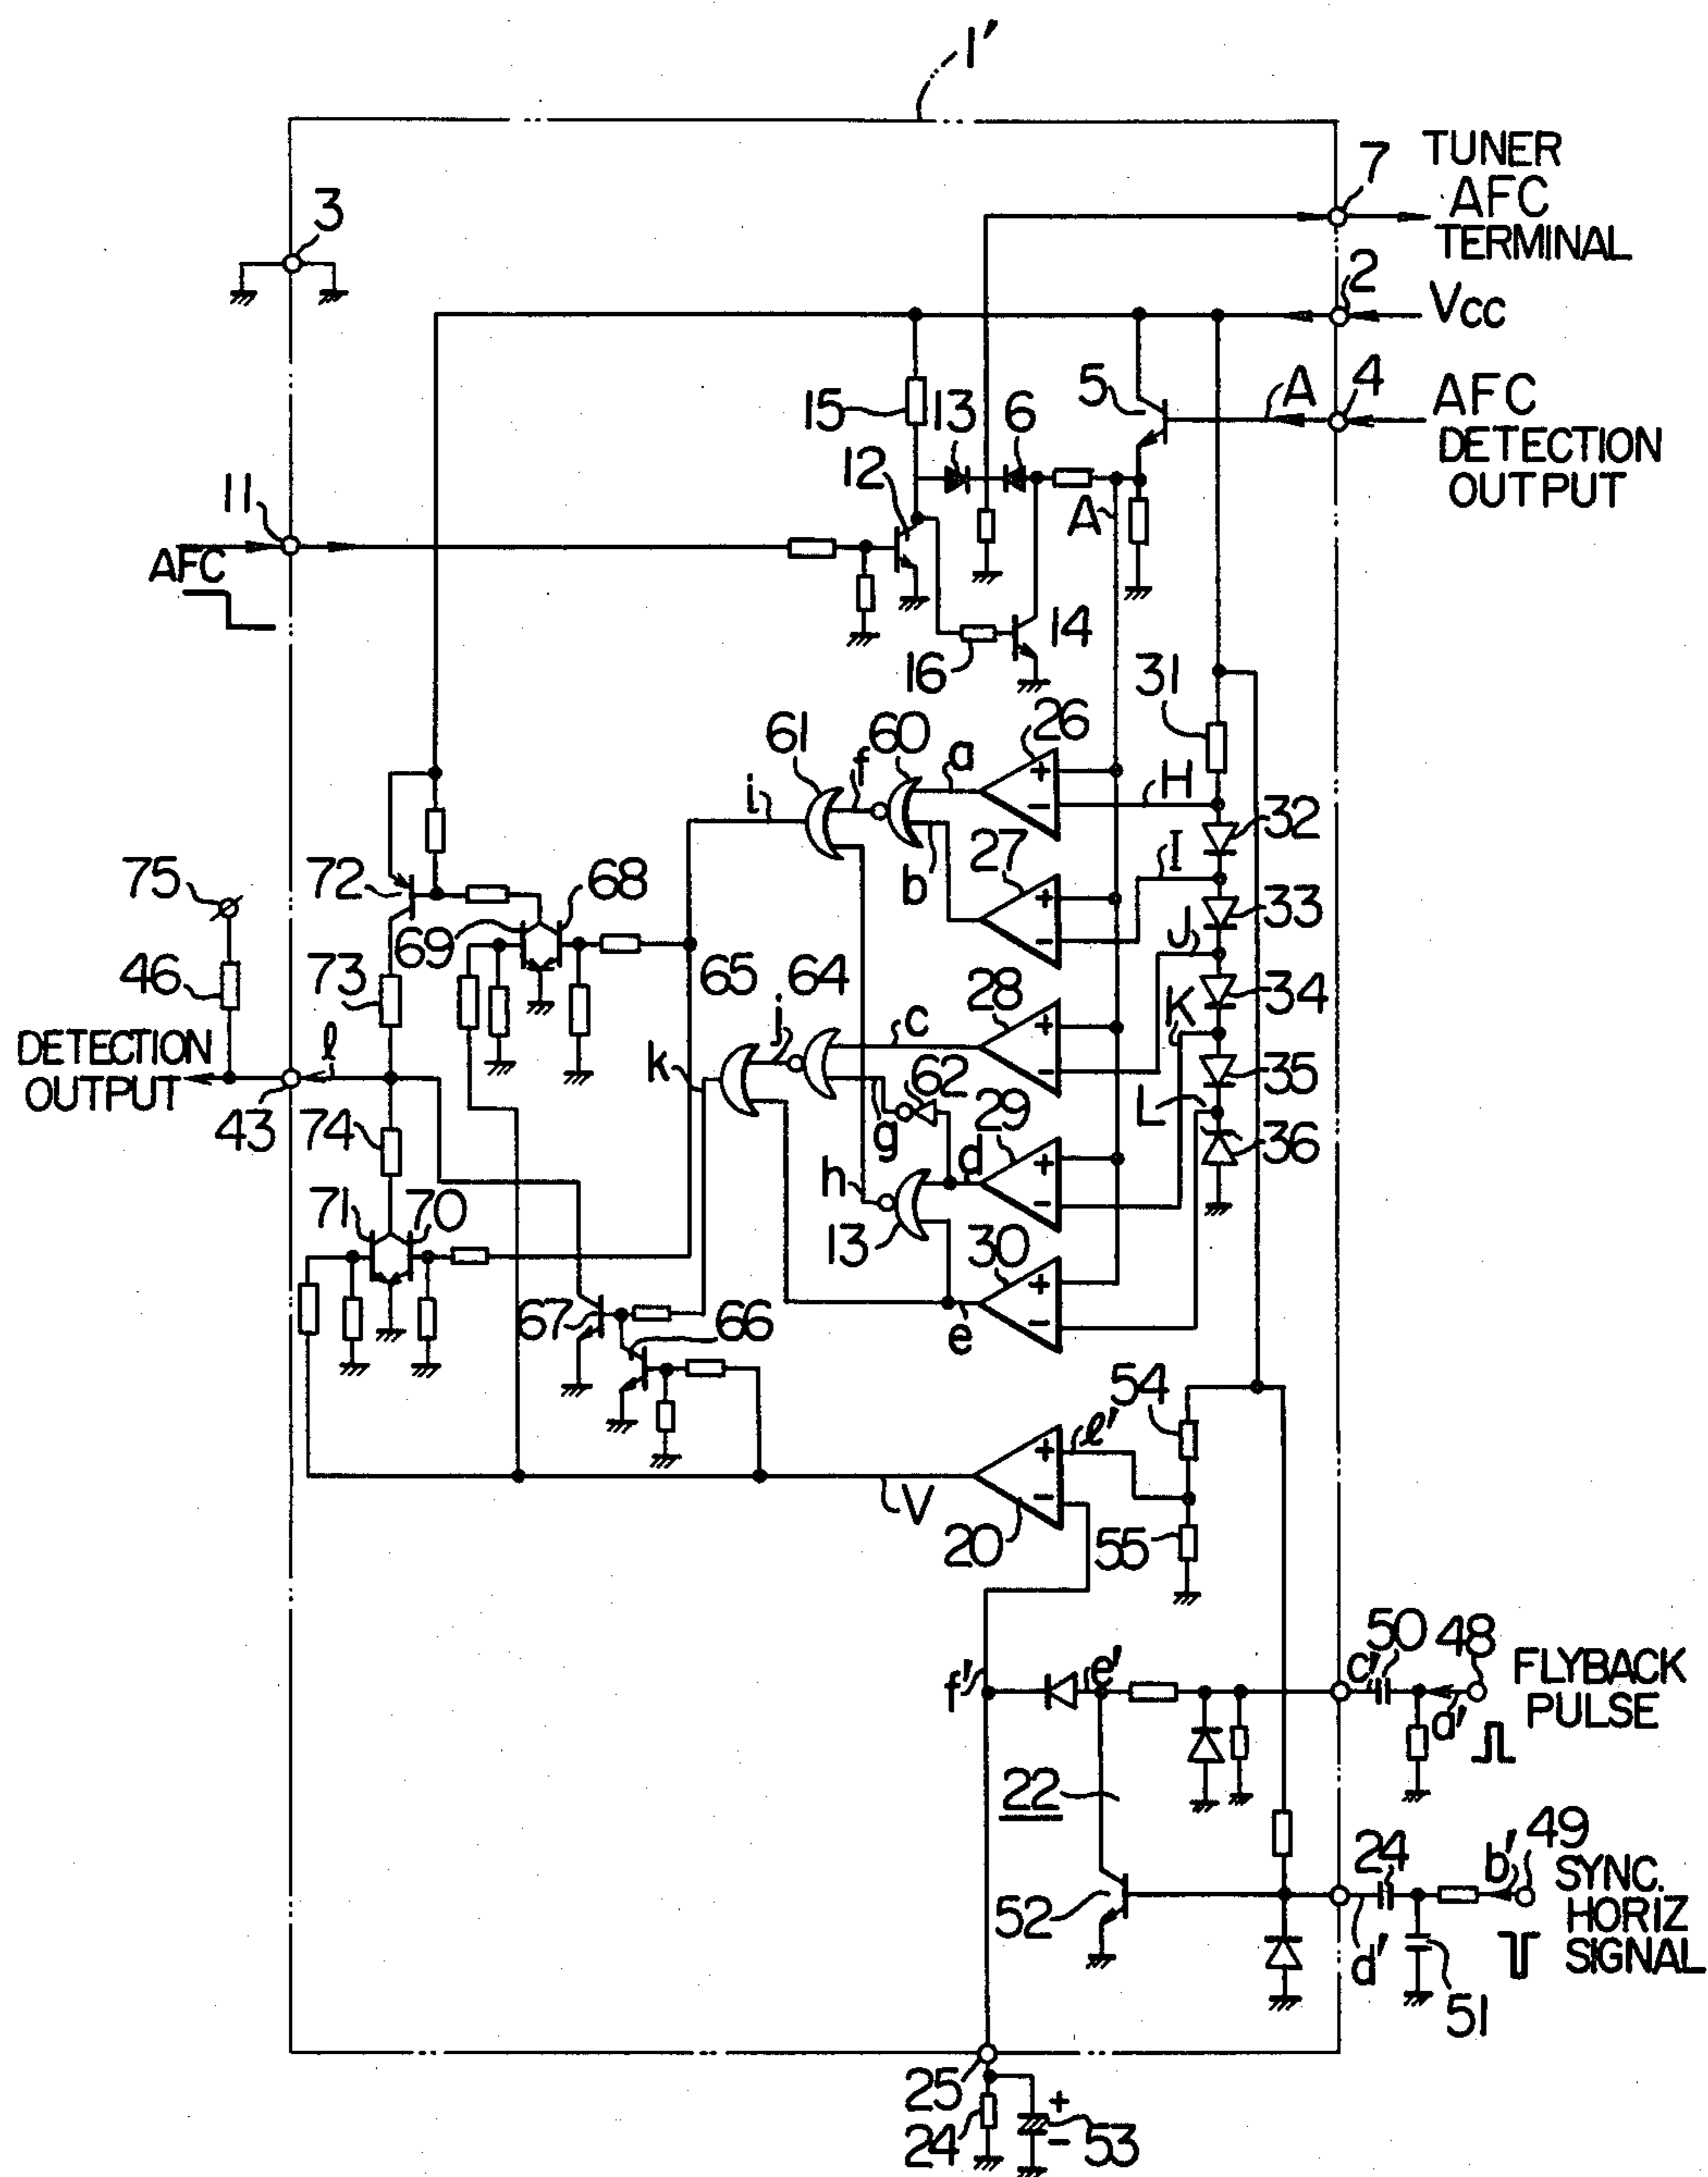 1'
TUNER
AFC
TERMINAL
7
3
2
Vcc
5
A
4
AFC
DETECTION
OUTPUT
15
13
6
12
A
11
AFC
14
16
31
61
60
26
f
a
H
i
32
27
I
75
72
68
b
33
69
J
46
73
65
64
28
34
K
c
j
62
DETECTION
OUTPUT
l
k
35
29
L
43
74
g
36
d
h
71
70
13
30
67
66
e
54
l'
V
20
55
50
48
FLYBACK
PULSE
c'
f'
e'
a'
22
49
24
b'
SYNC.
HORIZ
SIGNAL
52
d'
51
25
24
53